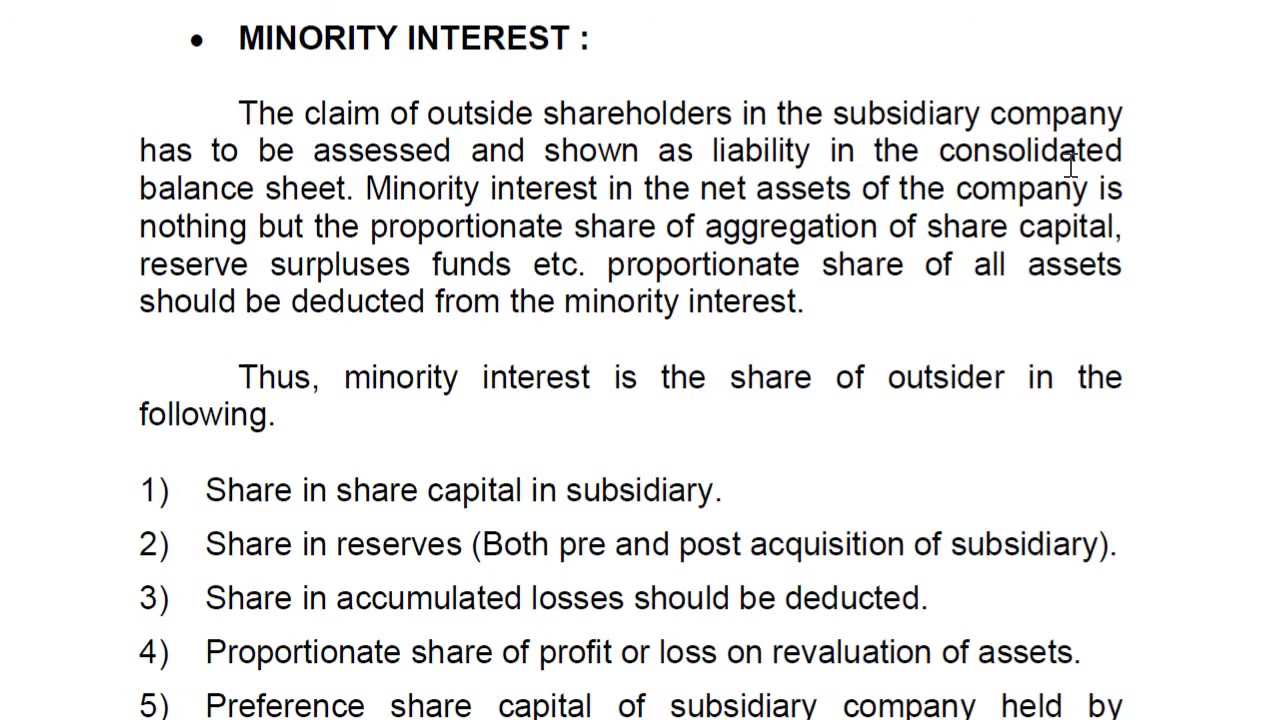 • MINORITY INTEREST :
The claim of outside shareholders in the subsidiary company
has to be assessed and shown as liability in the consolidated
balance sheet. Minority interest in the net assets of the company is
nothing but the proportionate share of aggregation of share capital,
reserve surpluses funds etc. proportionate share of all assets
should be deducted from the minority interest.
Thus, minority interest is the share of outsider in the
following.
1) Share in share capital in subsidiary.
2) Share in reserves (Both pre and post acquisition of subsidiary).
3) Share in accumulated losses should be deducted.
4) Proportionate share of profit or loss on revaluation of assets.
5) Preference share capital of subsidiary company held by